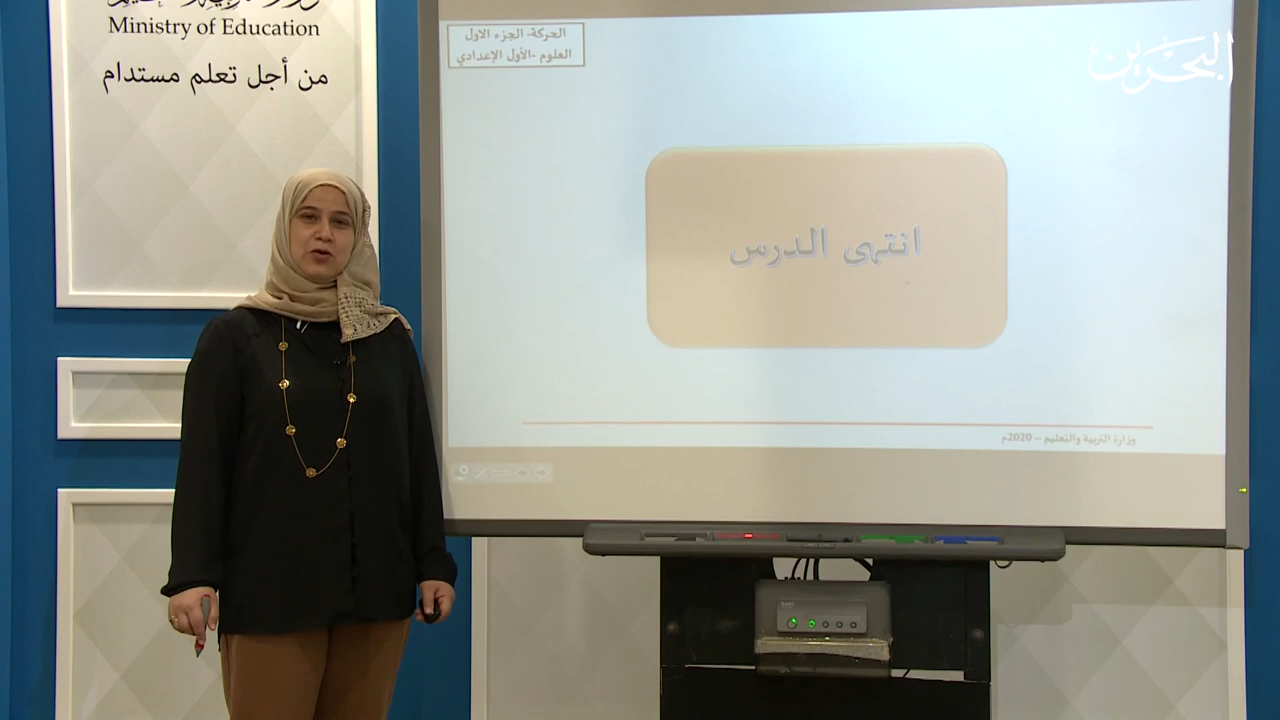 Ministry of Education
من أجل تعلم مستدام
الحركة- الجزء الاول
العلوم -الأول الإعدادي
البحرين
انتهى الدرس
وزارة التربية والتعليم – 2020م